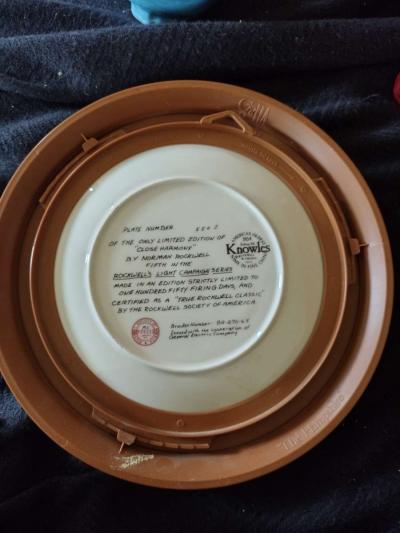 PLATE NUMBER
OF THE ONLY LIMITED EDITION OF
"CLOSE HARMONY"
BY NORMAN ROCKWELL
FIFTH IN THE
ROCKWELL'S LIGHT CAMPAIGN SERIES
MADE IN AN EDITION STRICTLY LIMITED TO
ONE HUNDRED FIFTY FIRING DAYS, AND
CERTIFIED AS A "TRUE ROCKWELL CLASSIC"
BY THE ROCKWELL SOCIETY OF AMERICA.
Bradex Number:
Issued with the cooperation of
General Electric Company
Knowles